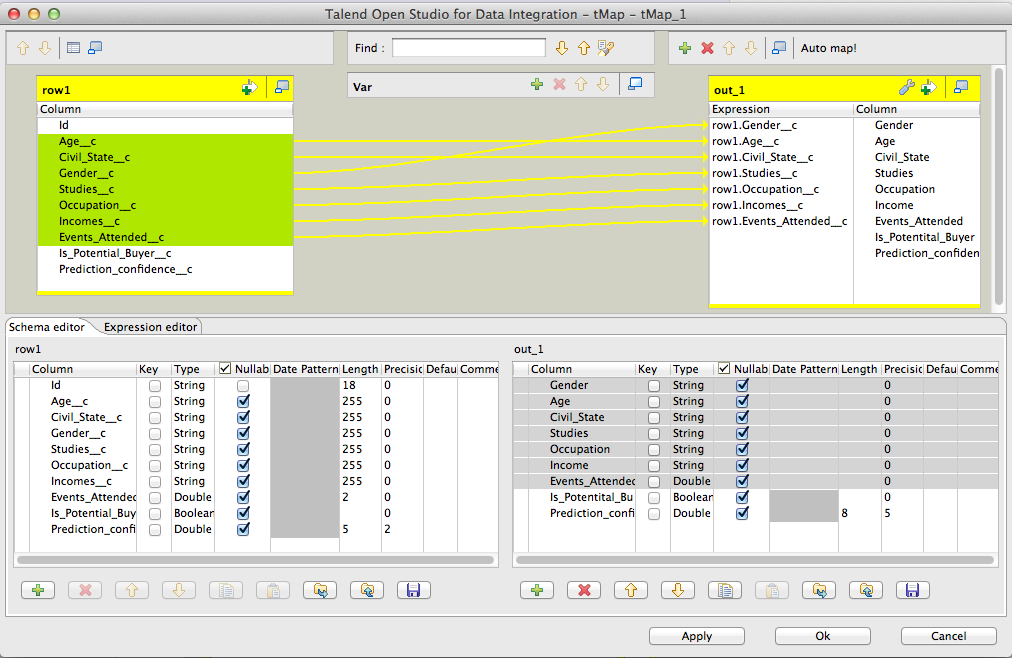 Talend Open Studio for Data Integration – tMap – tMap_1
Find :
Auto map!
row1
Column
Id
Age__c
Civil_State__c
Gender__c
Studies__c
Occupation__c
Incomes__c
Events_Attended__c
Is_Potential_Buyer__c
Prediction_confidence__c
Var
out_1
Expression Column
row1.Gender__c Gender
row1.Age__c Age
row1.Civil_State__c Civil_State
row1.Studies__c Studies
row1.Occupation__c Occupation
row1.Incomes__c Income
row1.Events_Attended__c Events_Attended
Is_Potentital_Buyer
Prediction_confiden
Schema editor Expression editor
row1
Column Key Type Nullab Date Pattern Length Precisic Defau Comme
Id String 18 0
Age__c String 255 0
Civil_State__c String 255 0
Gender__c String 255 0
Studies__c String 255 0
Occupation__c String 255 0
Incomes__c String 255 0
Events_Attended Double 2 0
Is_Potential_Buy Boolear 0
Prediction_confi Double 5 2
out_1
Column Key Type Nullab Date Pattern Length Precisic Defau Comme
Gender String 0
Age String 0
Civil_State String 0
Studies String 0
Occupation String 0
Income String 0
Events_Attended Double 0
Is_Potentital_Bu Boolear 0
Prediction_confi Double 8 5
Apply Ok Cancel